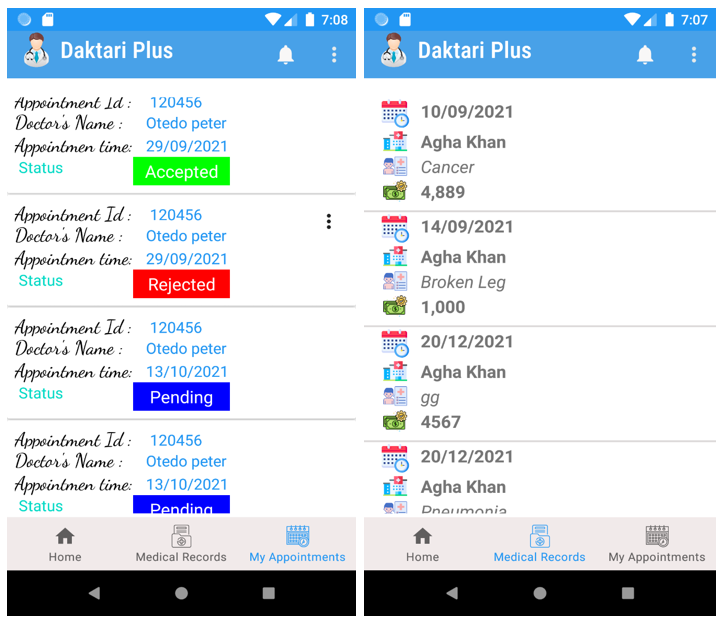 7:08
Daktari Plus
Appointment Id : 120456
Doctor's Name : Otedo peter
Appointmen time: 29/09/2021
Status Accepted
Appointment Id : 120456
Doctor's Name : Otedo peter
Appointmen time: 29/09/2021
Status Rejected
Appointment Id : 120456
Doctor's Name : Otedo peter
Appointmen time: 13/10/2021
Status Pending
Appointment Id : 120456
Doctor's Name : Otedo peter
Appointmen time: 13/10/2021
Status Pending
Home Medical Records My Appointments
7:07
Daktari Plus
10/09/2021
Agha Khan
Cancer
4,889
14/09/2021
Agha Khan
Broken Leg
1,000
20/12/2021
Agha Khan
gg
4567
20/12/2021
Agha Khan
Pneumonia
Home Medical Records My Appointments